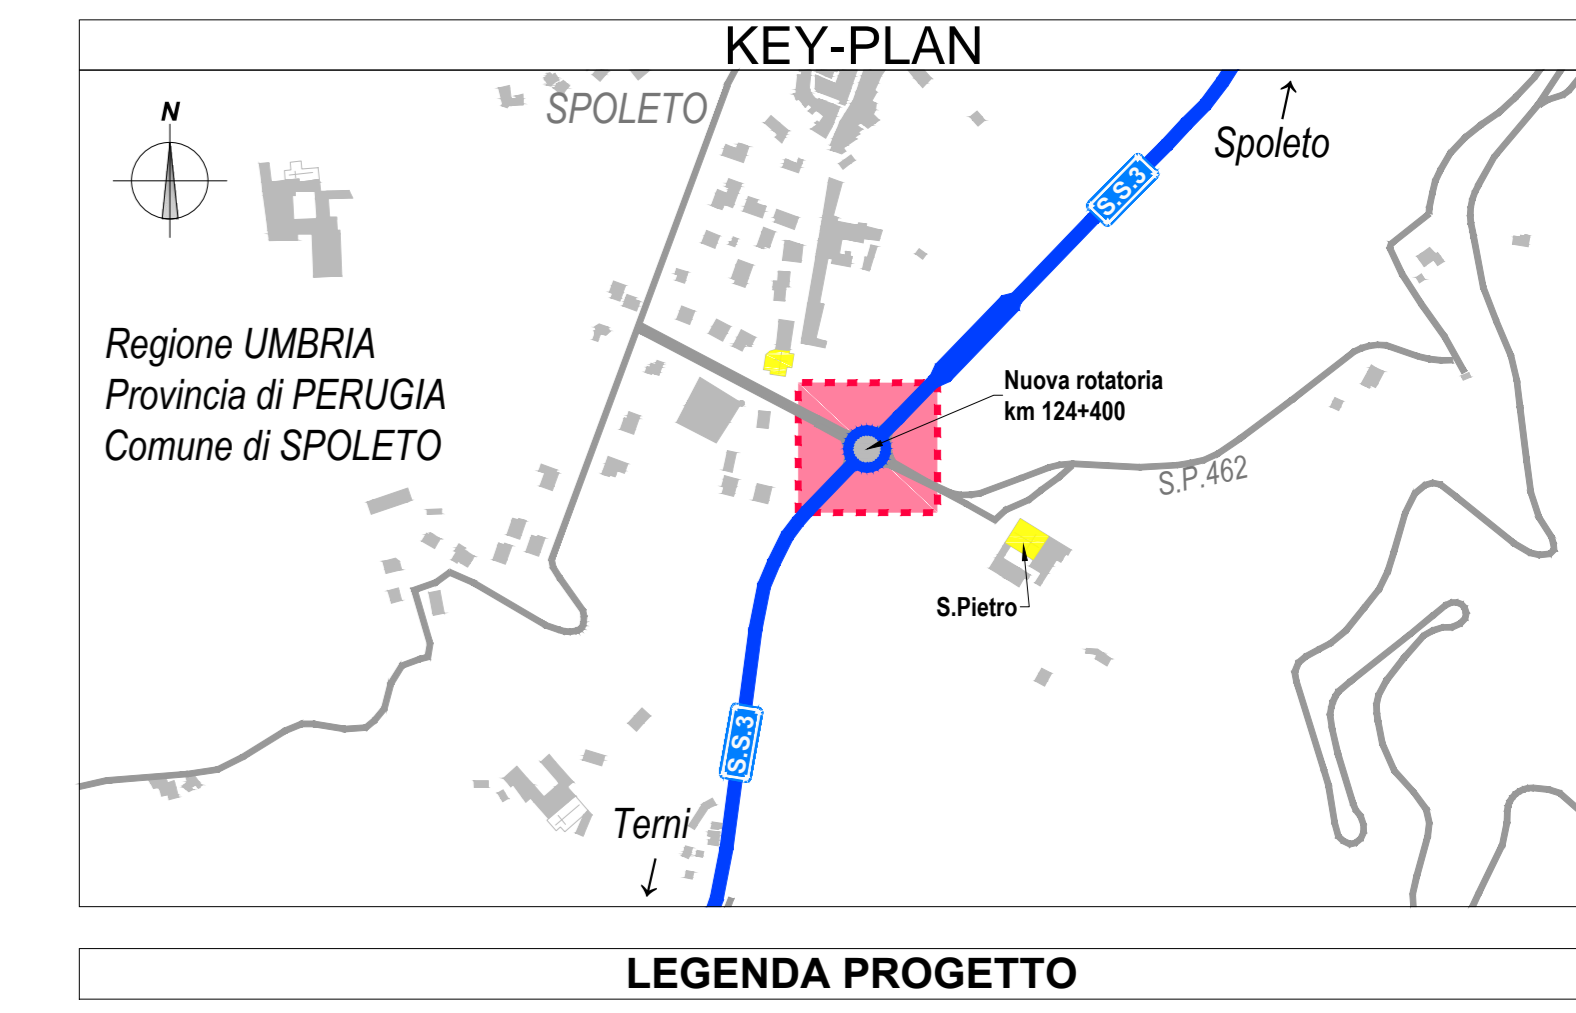 KEY-PLAN
N
SPOLETO
Spoleto
S.S.3
Regione UMBRIA
Provincia di PERUGIA
Comune di SPOLETO
Nuova rotatoria
km 124+400
S.P.462
S.Pietro
S.S.3
Terni
LEGENDA PROGETTO